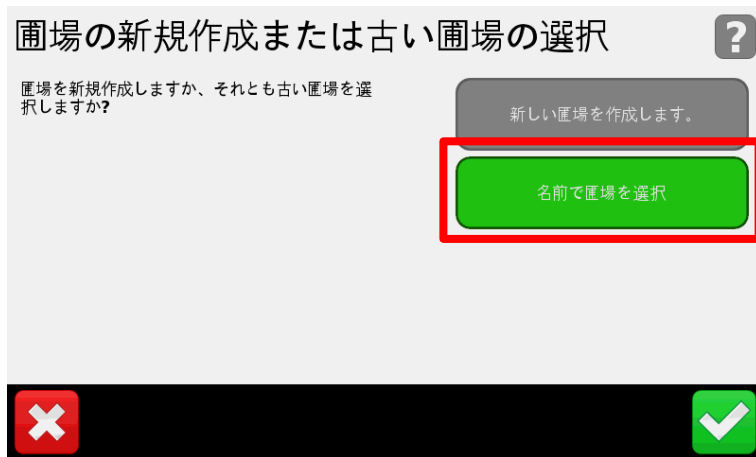 圃場の新規作成または古い圃場の選択
?
圃場を新規作成しますか、それとも古い圃場を選
択しますか?
新しい圃場を作成します。
名前で圃場を選択